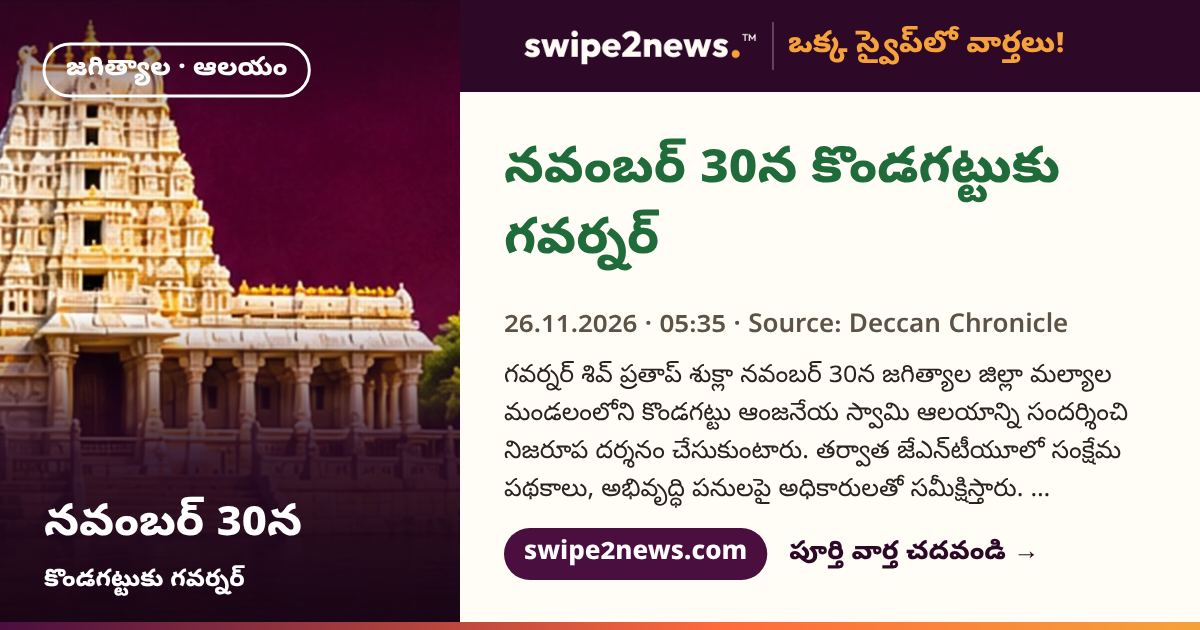 జగిత్యాల · ఆలయం
నవంబర్ 30న
కొండగట్టుకు గవర్నర్
swipe2news.™
ఒక్క స్వైప్‌లో వార్తలు!
నవంబర్ 30న కొండగట్టుకు
గవర్నర్
26.11.2026 · 05:35 · Source: Deccan Chronicle
గవర్నర్ శివ్ ప్రతాప్ శుక్లా నవంబర్ 30న జగిత్యాల జిల్లా మల్యాల
మండలంలోని కొండగట్టు ఆంజనేయ స్వామి ఆలయాన్ని సందర్శించి
నిజరూప దర్శనం చేసుకుంటారు. తర్వాత జేఎన్‌టీయూలో సంక్షేమ
పథకాలు, అభివృద్ధి పనులపై అధికారులతో సమీక్షిస్తారు. ...
swipe2news.com
పూర్తి వార్త చదవండి →